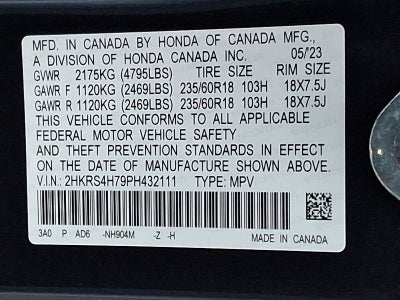 MFD. IN CANADA BY HONDA OF CANADA MFG.,
A DIVISION OF HONDA CANADA INC. 05/23
GVWR 2175KG (4795LBS) TIRE SIZE RIM SIZE
GAWR F 1120KG (2469LBS) 235/60R18 103H 18X7.5J
GAWR R 1120KG (2469LBS) 235/60R18 103H 18X7.5J
THIS VEHICLE CONFORMS TO ALL APPLICABLE
FEDERAL MOTOR VEHICLE SAFETY
AND THEFT PREVENTION STANDARDS IN EFFECT
ON THE DATE OF MANUFACTURE SHOWN ABOVE.
V.I.N.: 2HKRS4H79PH432111 TYPE: MPV
3A0 P AD6 -NH904M -Z -H MADE IN CANADA